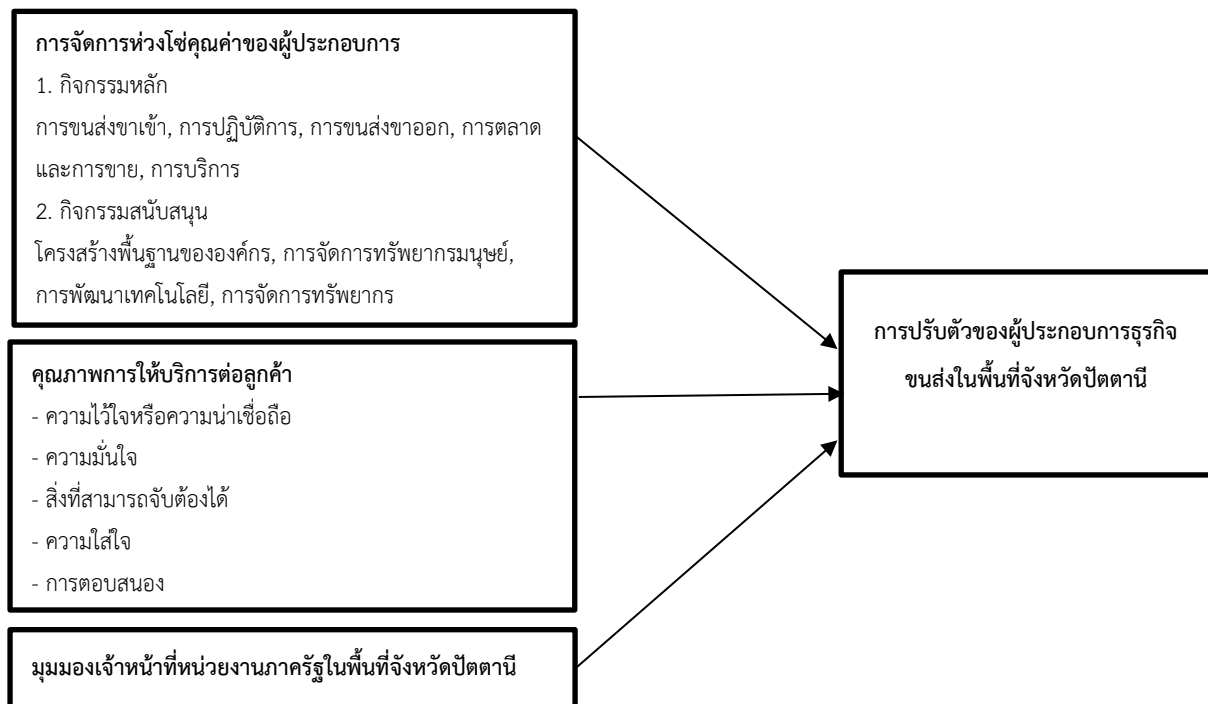 การจัดการห่วงโซ่คุณค่าของผู้ประกอบการ
1. กิจกรรมหลัก
การขนส่งขาเข้า, การปฏิบัติการ, การขนส่งขาออก, การตลาด
และการขาย, การบริการ
2. กิจกรรมสนับสนุน
โครงสร้างพื้นฐานขององค์กร, การจัดการทรัพยากรมนุษย์,
การพัฒนาเทคโนโลยี, การจัดการทรัพยากร
คุณภาพการให้บริการต่อลูกค้า
- ความไว้ใจหรือความน่าเชื่อถือ
- ความมั่นใจ
- สิ่งที่สามารถจับต้องได้
- ความใส่ใจ
- การตอบสนอง
มุมมองเจ้าหน้าที่หน่วยงานภาครัฐในพื้นที่จังหวัดปัตตานี
การปรับตัวของผู้ประกอบการธุรกิจ
ขนส่งในพื้นที่จังหวัดปัตตานี